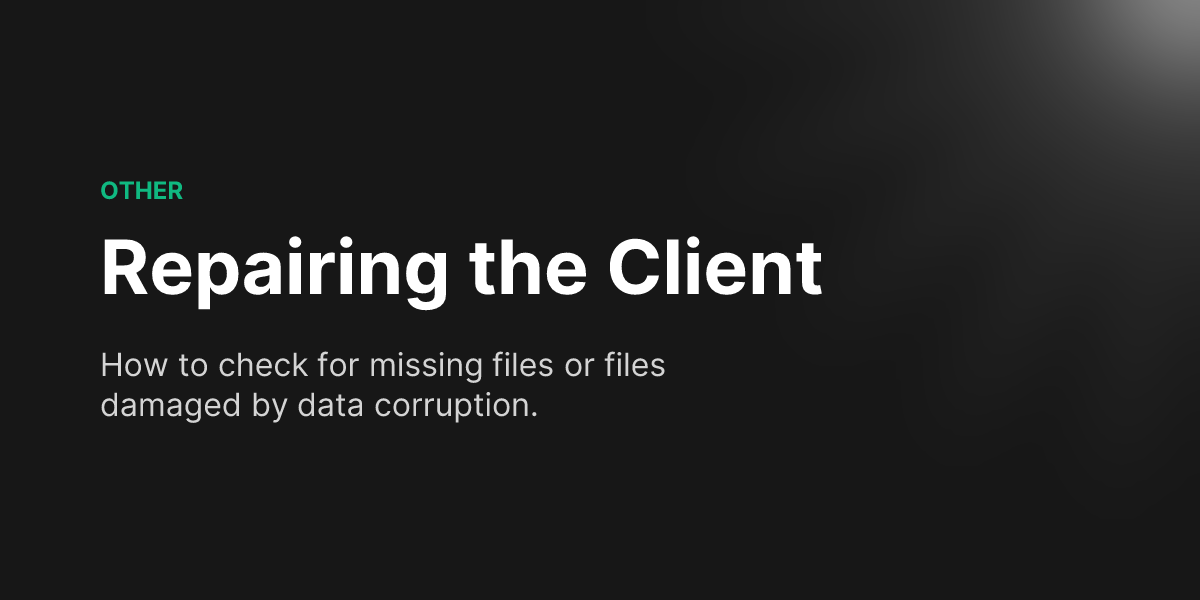 OTHER
Repairing the Client
How to check for missing files or files
damaged by data corruption.